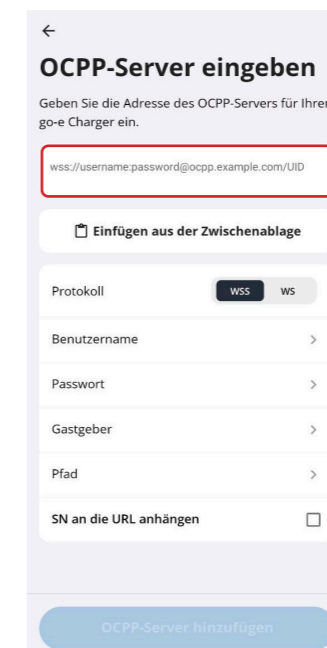 OCPP-Server eingeben
Geben Sie die Adresse des OCPP-Servers für Ihren
go-e Charger ein.
wss://username:password@ocpp.example.com/UID
Einfügen aus der Zwischenablage
Protokoll WSS WS
Benutzername
Passwort
Gastgeber
Pfad
SN an die URL anhängen
OCPP-Server hinzufügen